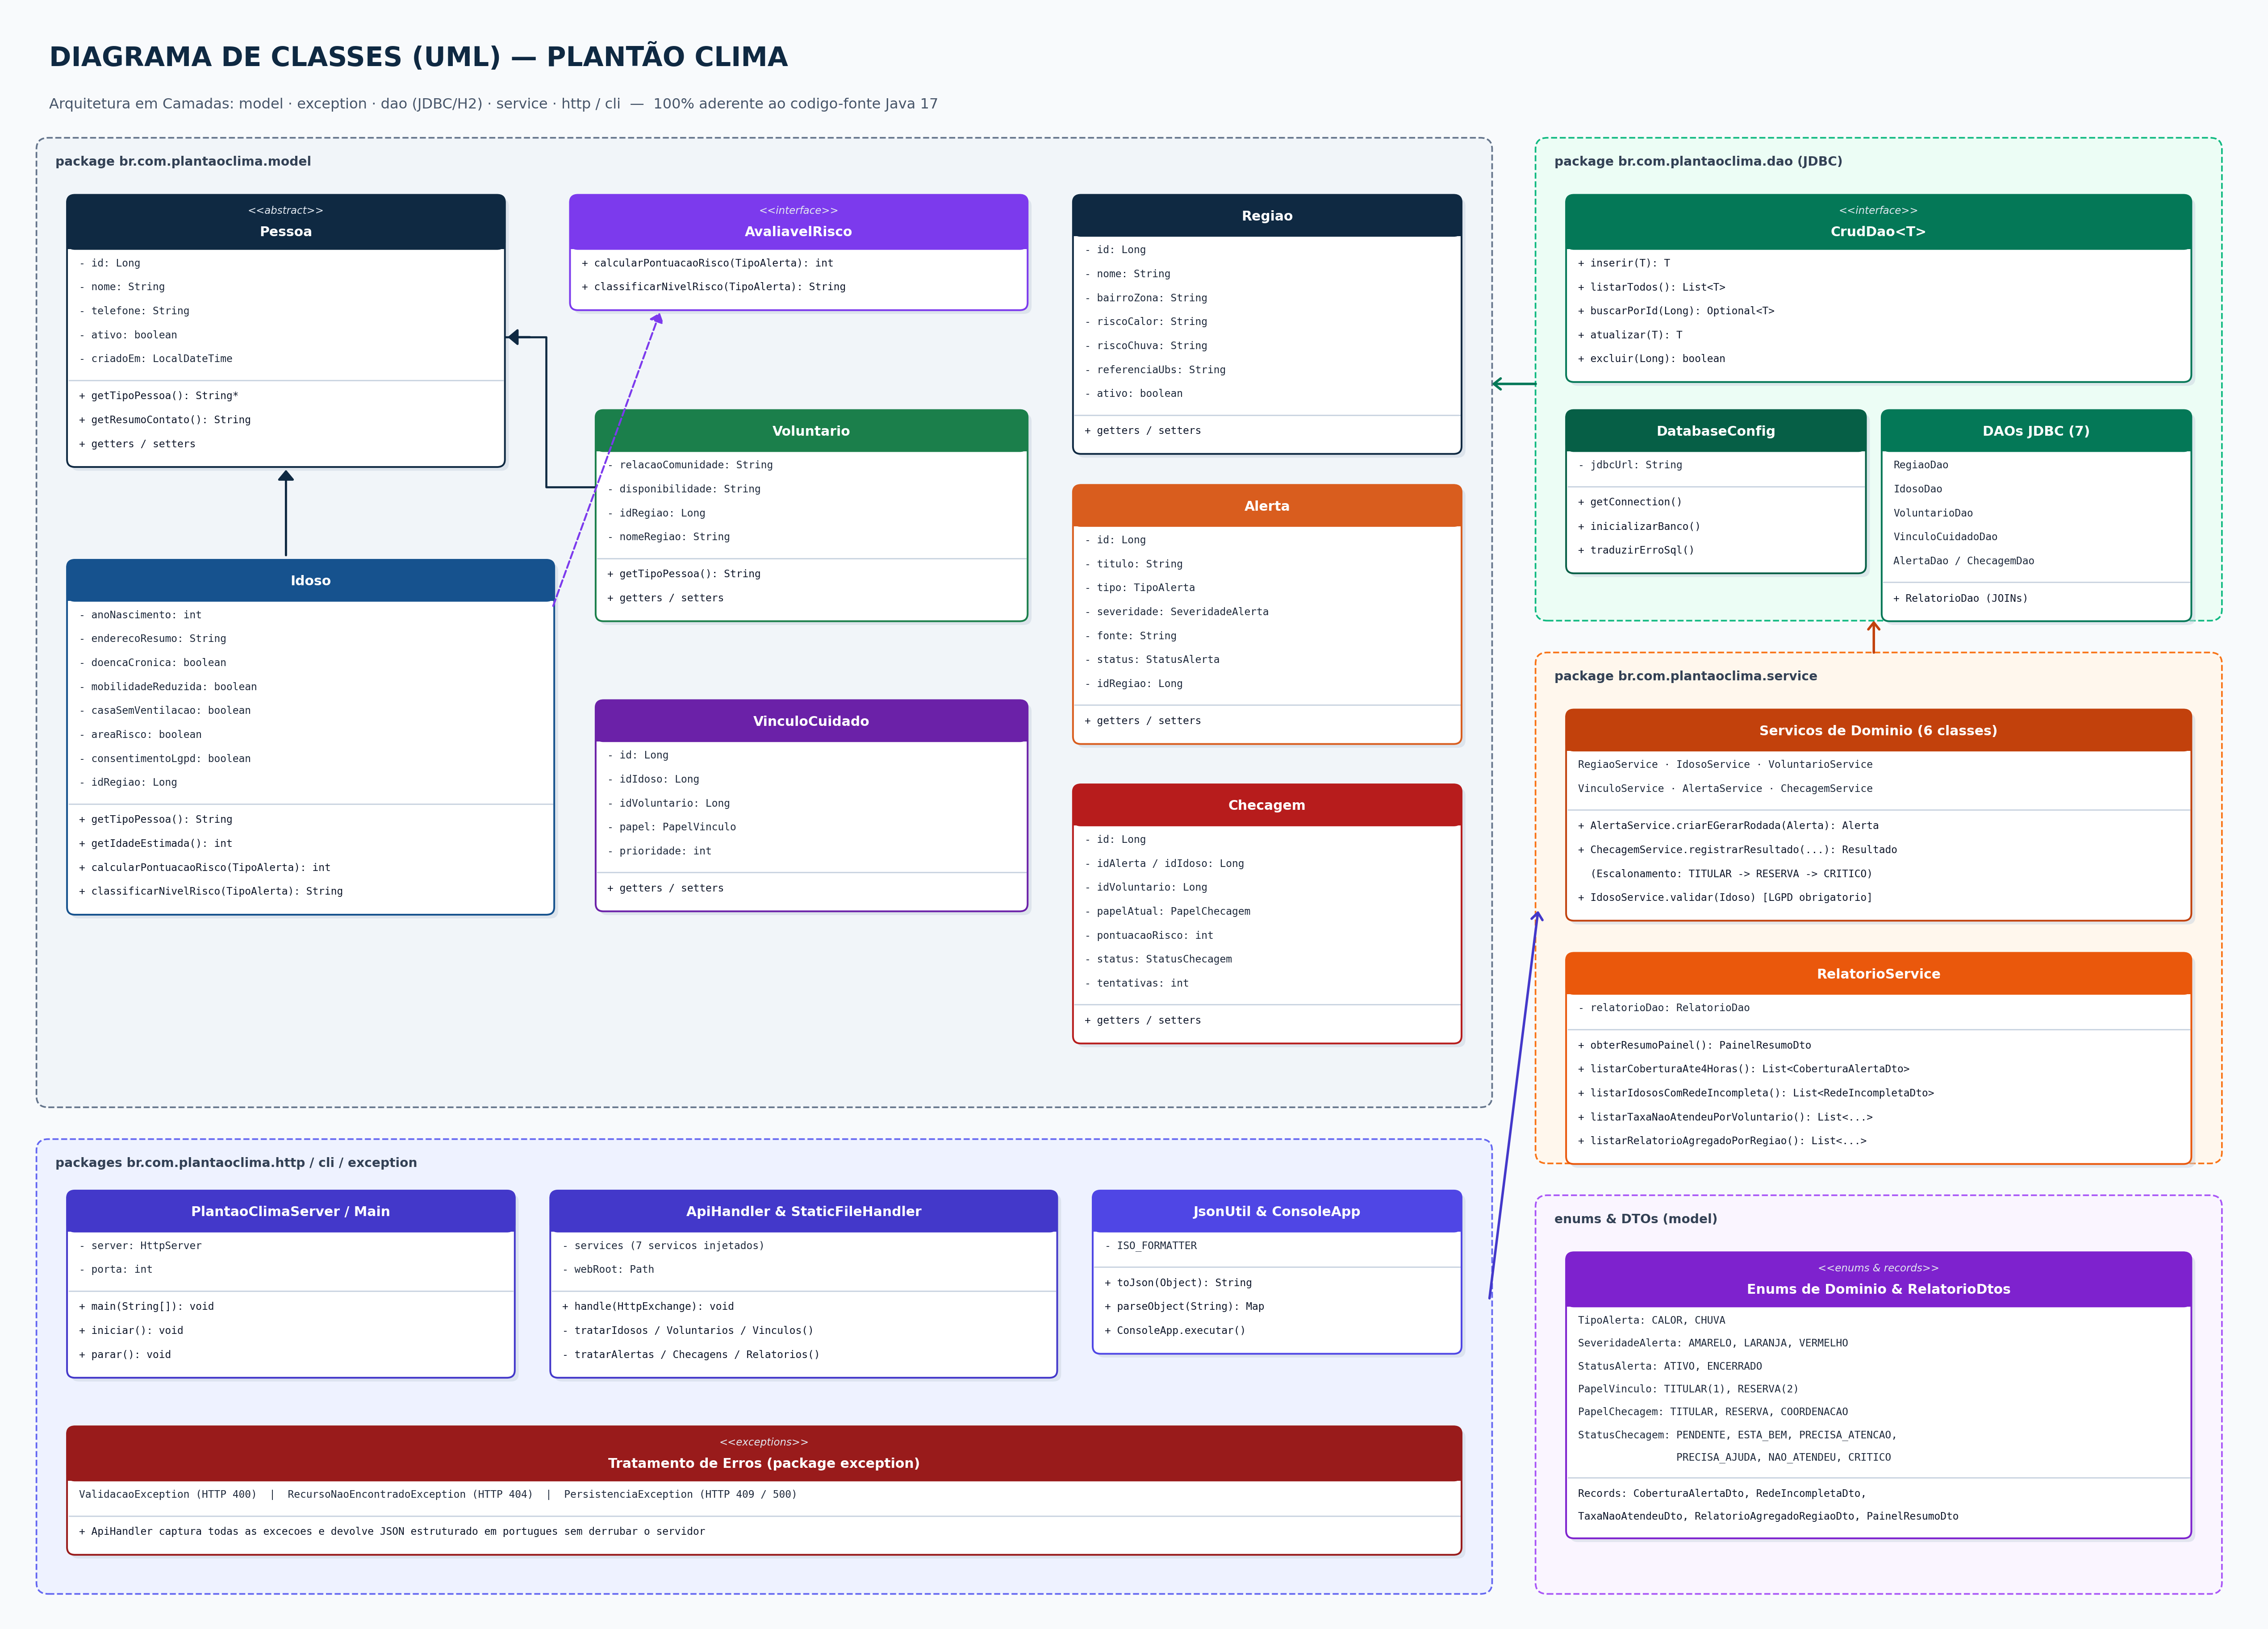 DIAGRAMA DE CLASSES (UML) — PLANTÃO CLIMA
Arquitetura em Camadas: model · exception · dao (JDBC/H2) · service · http / cli — 100% aderente ao codigo-fonte Java 17
package br.com.plantaoclima.model
<<abstract>>
Pessoa
- id: Long
- nome: String
- telefone: String
- ativo: boolean
- criadoEm: LocalDateTime
+ getTipoPessoa(): String*
+ getResumoContato(): String
+ getters / setters
<<interface>>
AvaliavelRisco
+ calcularPontuacaoRisco(TipoAlerta): int
+ classificarNivelRisco(TipoAlerta): String
Regiao
- id: Long
- nome: String
- bairroZona: String
- riscoCalor: String
- riscoChuva: String
- referenciaUbs: String
- ativo: boolean
+ getters / setters
Voluntario
- relacaoComunidade: String
- disponibilidade: String
- idRegiao: Long
- nomeRegiao: String
+ getTipoPessoa(): String
+ getters / setters
Idoso
- anoNascimento: int
- enderecoResumo: String
- doencaCronica: boolean
- mobilidadeReduzida: boolean
- casaSemVentilacao: boolean
- areaRisco: boolean
- consentimentoLgpd: boolean
- idRegiao: Long
+ getTipoPessoa(): String
+ getIdadeEstimada(): int
+ calcularPontuacaoRisco(TipoAlerta): int
+ classificarNivelRisco(TipoAlerta): String
VinculoCuidado
- id: Long
- idIdoso: Long
- idVoluntario: Long
- papel: PapelVinculo
- prioridade: int
+ getters / setters
Alerta
- id: Long
- titulo: String
- tipo: TipoAlerta
- severidade: SeveridadeAlerta
- fonte: String
- status: StatusAlerta
- idRegiao: Long
+ getters / setters
Checagem
- id: Long
- idAlerta / idIdoso: Long
- idVoluntario: Long
- papelAtual: PapelChecagem
- pontuacaoRisco: int
- status: StatusChecagem
- tentativas: int
+ getters / setters
package br.com.plantaoclima.dao (JDBC)
<<interface>>
CrudDao<T>
+ inserir(T): T
+ listarTodos(): List<T>
+ buscarPorId(Long): Optional<T>
+ atualizar(T): T
+ excluir(Long): boolean
DatabaseConfig
- jdbcUrl: String
+ getConnection()
+ inicializarBanco()
+ traduzirErroSql()
DAOs JDBC (7)
RegiaoDao
IdosoDao
VoluntarioDao
VinculoCuidadoDao
AlertaDao / ChecagemDao
+ RelatorioDao (JOINs)
package br.com.plantaoclima.service
Servicos de Dominio (6 classes)
RegiaoService · IdosoService · VoluntarioService
VinculoService · AlertaService · ChecagemService
+ AlertaService.criarEGerarRodada(Alerta): Alerta
+ ChecagemService.registrarResultado(...): Resultado
(Escalonamento: TITULAR -> RESERVA -> CRITICO)
+ IdosoService.validar(Idoso) [LGPD obrigatorio]
RelatorioService
- relatorioDao: RelatorioDao
+ obterResumoPainel(): PainelResumoDto
+ listarCoberturaAte4Horas(): List<CoberturaAlertaDto>
+ listarIdososComRedeIncompleta(): List<RedeIncompletaDto>
+ listarTaxaNaoAtendeuPorVoluntario(): List<...>
+ listarRelatorioAgregadoPorRegiao(): List<...>
packages br.com.plantaoclima.http / cli / exception
PlantaoClimaServer / Main
- server: HttpServer
- porta: int
+ main(String[]): void
+ iniciar(): void
+ parar(): void
ApiHandler & StaticFileHandler
- services (7 servicos injetados)
- webRoot: Path
+ handle(HttpExchange): void
- tratarIdosos / Voluntarios / Vinculos()
- tratarAlertas / Checagens / Relatorios()
JsonUtil & ConsoleApp
- ISO_FORMATTER
+ toJson(Object): String
+ parseObject(String): Map
+ ConsoleApp.executar()
<<exceptions>>
Tratamento de Erros (package exception)
ValidacaoException (HTTP 400) | RecursoNaoEncontradoException (HTTP 404) | PersistenciaException (HTTP 409 / 500)
+ ApiHandler captura todas as excecoes e devolve JSON estruturado em portugues sem derrubar o servidor
enums & DTOs (model)
<<enums & records>>
Enums de Dominio & RelatorioDtos
TipoAlerta: CALOR, CHUVA
SeveridadeAlerta: AMARELO, LARANJA, VERMELHO
StatusAlerta: ATIVO, ENCERRADO
PapelVinculo: TITULAR(1), RESERVA(2)
PapelChecagem: TITULAR, RESERVA, COORDENACAO
StatusChecagem: PENDENTE, ESTA_BEM, PRECISA_ATENCAO,
PRECISA_AJUDA, NAO_ATENDEU, CRITICO
Records: CoberturaAlertaDto, RedeIncompletaDto,
TaxaNaoAtendeuDto, RelatorioAgregadoRegiaoDto, PainelResumoDto